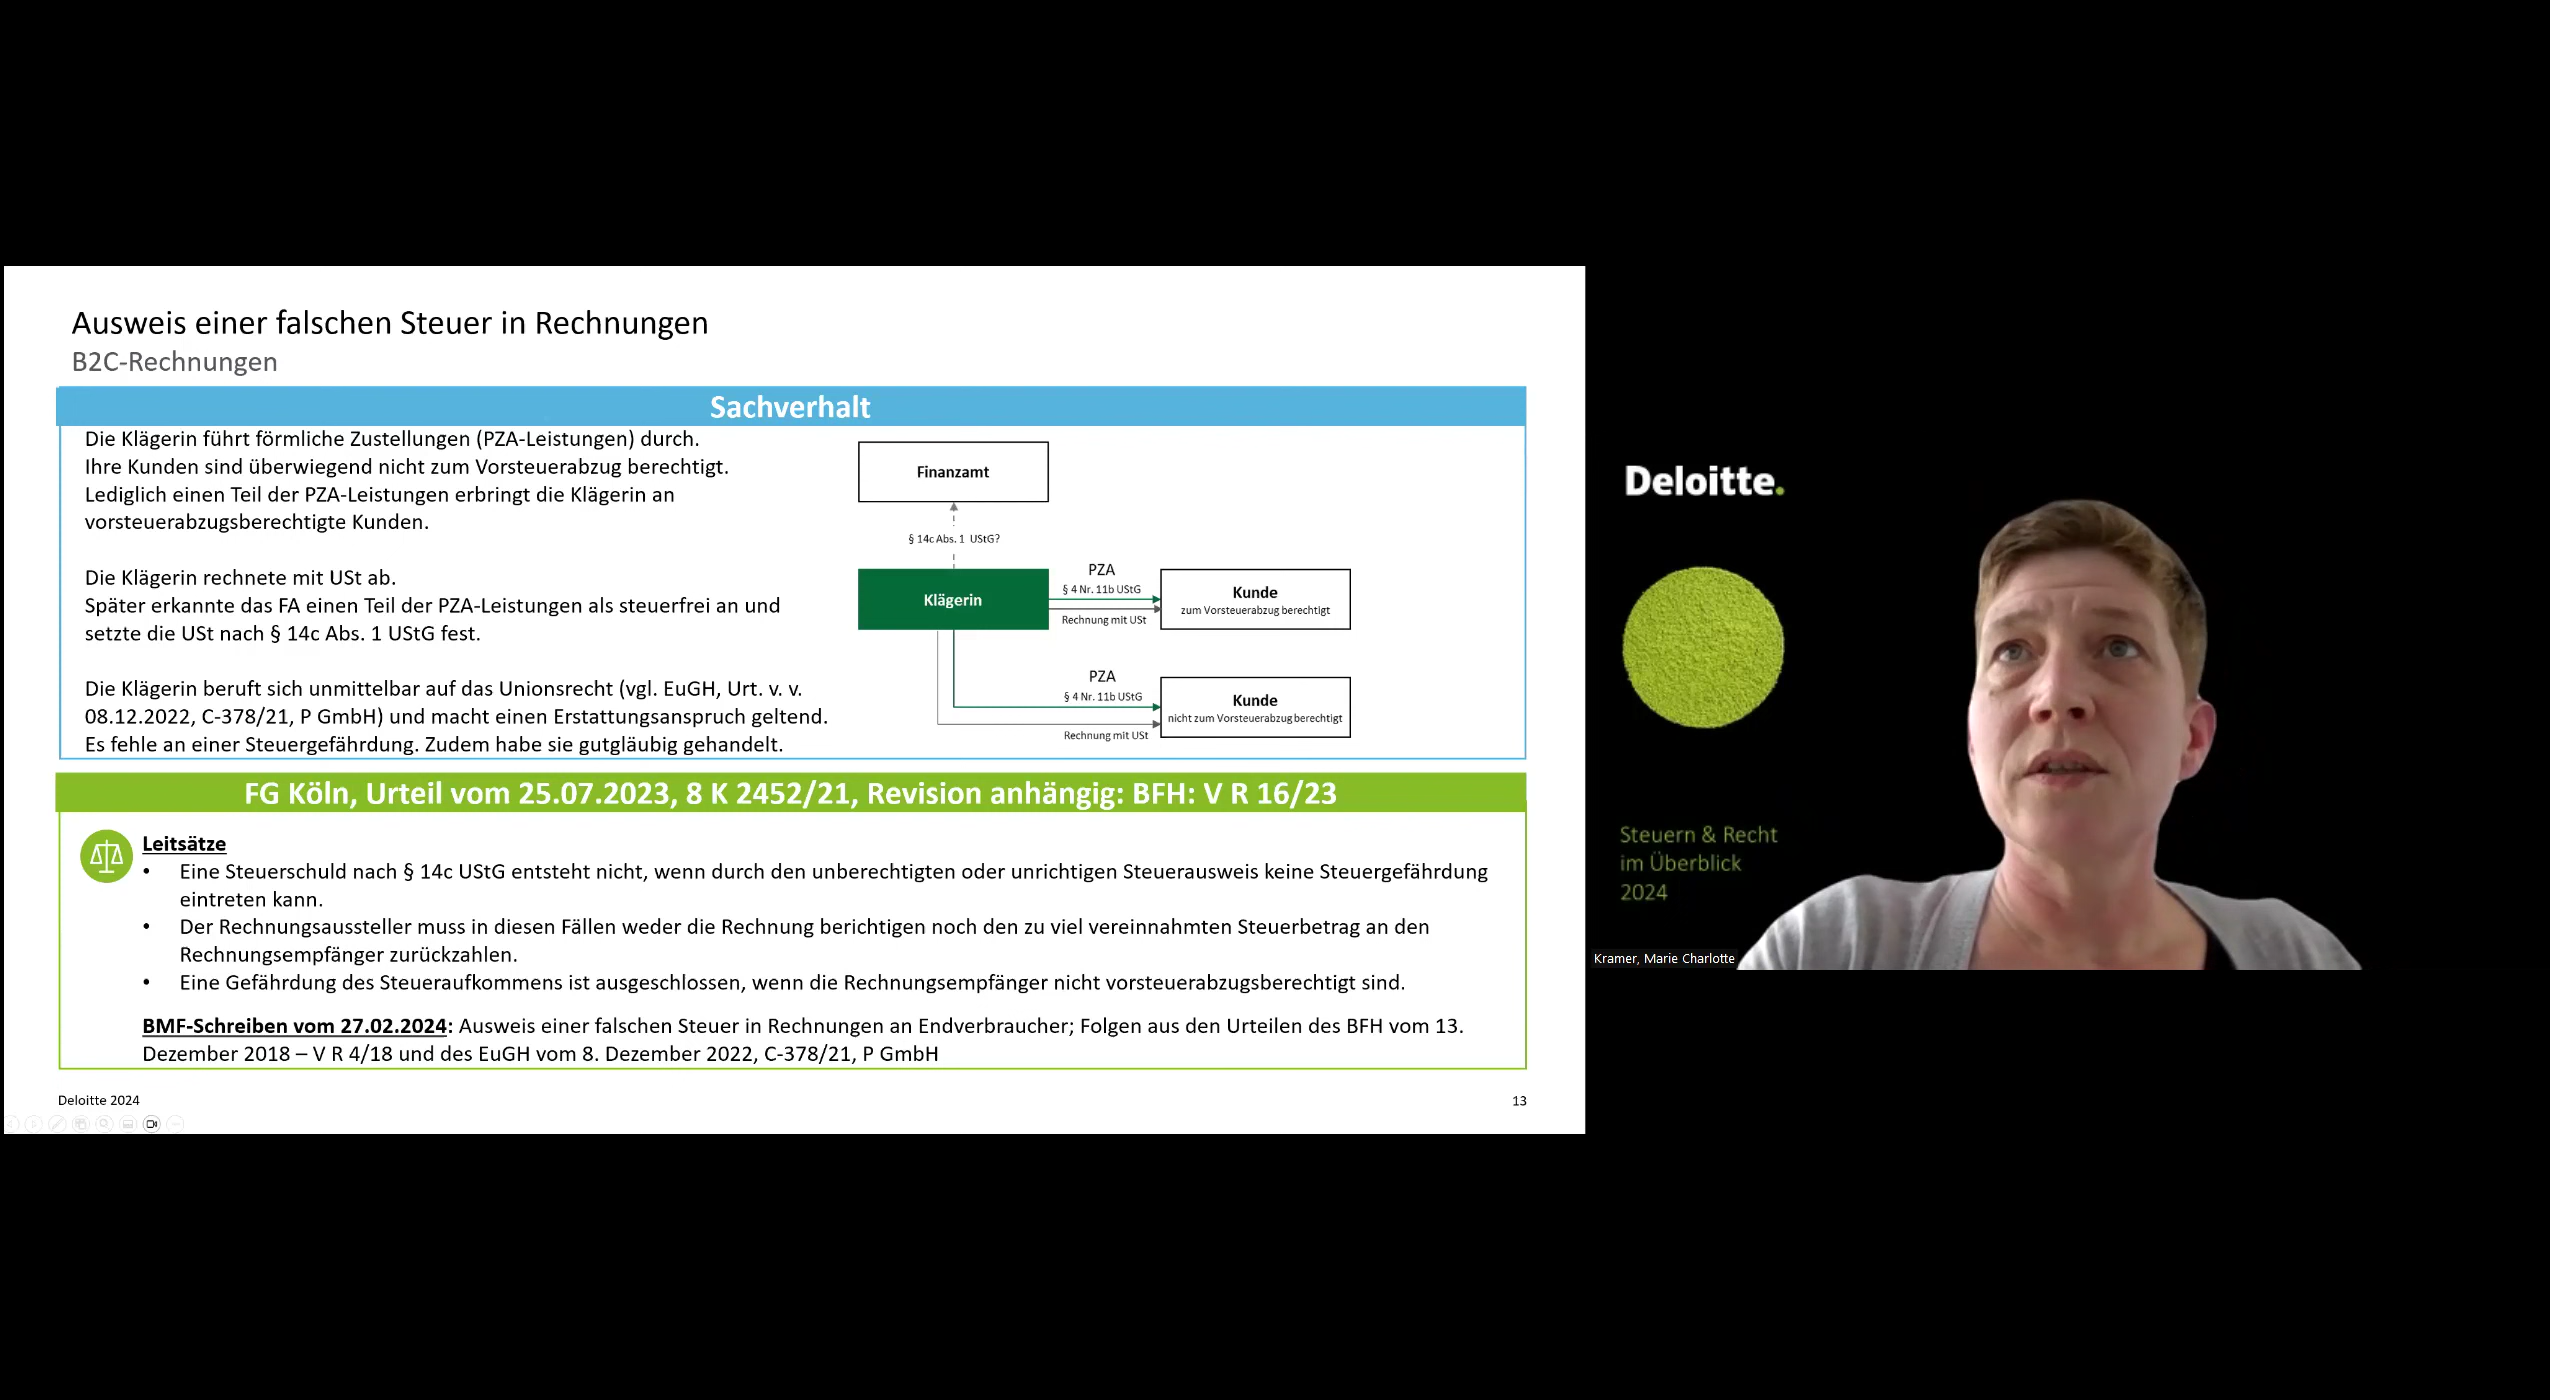 Ausweis einer falschen Steuer in Rechnungen
B2C-Rechnungen
Sachverhalt
Die Klägerin führt förmliche Zustellungen (PZA-Leistungen) durch.
Ihre Kunden sind überwiegend nicht zum Vorsteuerabzug berechtigt.
Lediglich einen Teil der PZA-Leistungen erbringt die Klägerin an
vorsteuerabzugsberechtigte Kunden.
Die Klägerin rechnete mit USt ab.
Später erkannte das FA einen Teil der PZA-Leistungen als steuerfrei an und
setzte die USt nach § 14c Abs. 1 UStG fest.
Die Klägerin beruft sich unmittelbar auf das Unionsrecht (vgl. EuGH, Urt. v. v.
08.12.2022, C-378/21, P GmbH) und macht einen Erstattungsanspruch geltend.
Es fehle an einer Steuergefährdung. Zudem habe sie gutgläubig gehandelt.
Finanzamt
§ 14c Abs. 1 UStG?
Klägerin
PZA
§ 4 Nr. 11b UStG
Rechnung mit USt
Kunde
zum Vorsteuerabzug berechtigt
PZA
§ 4 Nr. 11b UStG
Rechnung mit USt
Kunde
nicht zum Vorsteuerabzug berechtigt
FG Köln, Urteil vom 25.07.2023, 8 K 2452/21, Revision anhängig: BFH: V R 16/23
Leitsätze
• Eine Steuerschuld nach § 14c UStG entsteht nicht, wenn durch den unberechtigten oder unrichtigen Steuerausweis keine Steuergefährdung
eintreten kann.
• Der Rechnungsaussteller muss in diesen Fällen weder die Rechnung berichtigen noch den zu viel vereinnahmten Steuerbetrag an den
Rechnungsempfänger zurückzahlen.
• Eine Gefährdung des Steueraufkommens ist ausgeschlossen, wenn die Rechnungsempfänger nicht vorsteuerabzugsberechtigt sind.
BMF-Schreiben vom 27.02.2024: Ausweis einer falschen Steuer in Rechnungen an Endverbraucher; Folgen aus den Urteilen des BFH vom 13.
Dezember 2018 – V R 4/18 und des EuGH vom 8. Dezember 2022, C-378/21, P GmbH
Deloitte 2024
13
Deloitte.
Steuern & Recht
im Überblick
2024
Kramer, Marie Charlotte